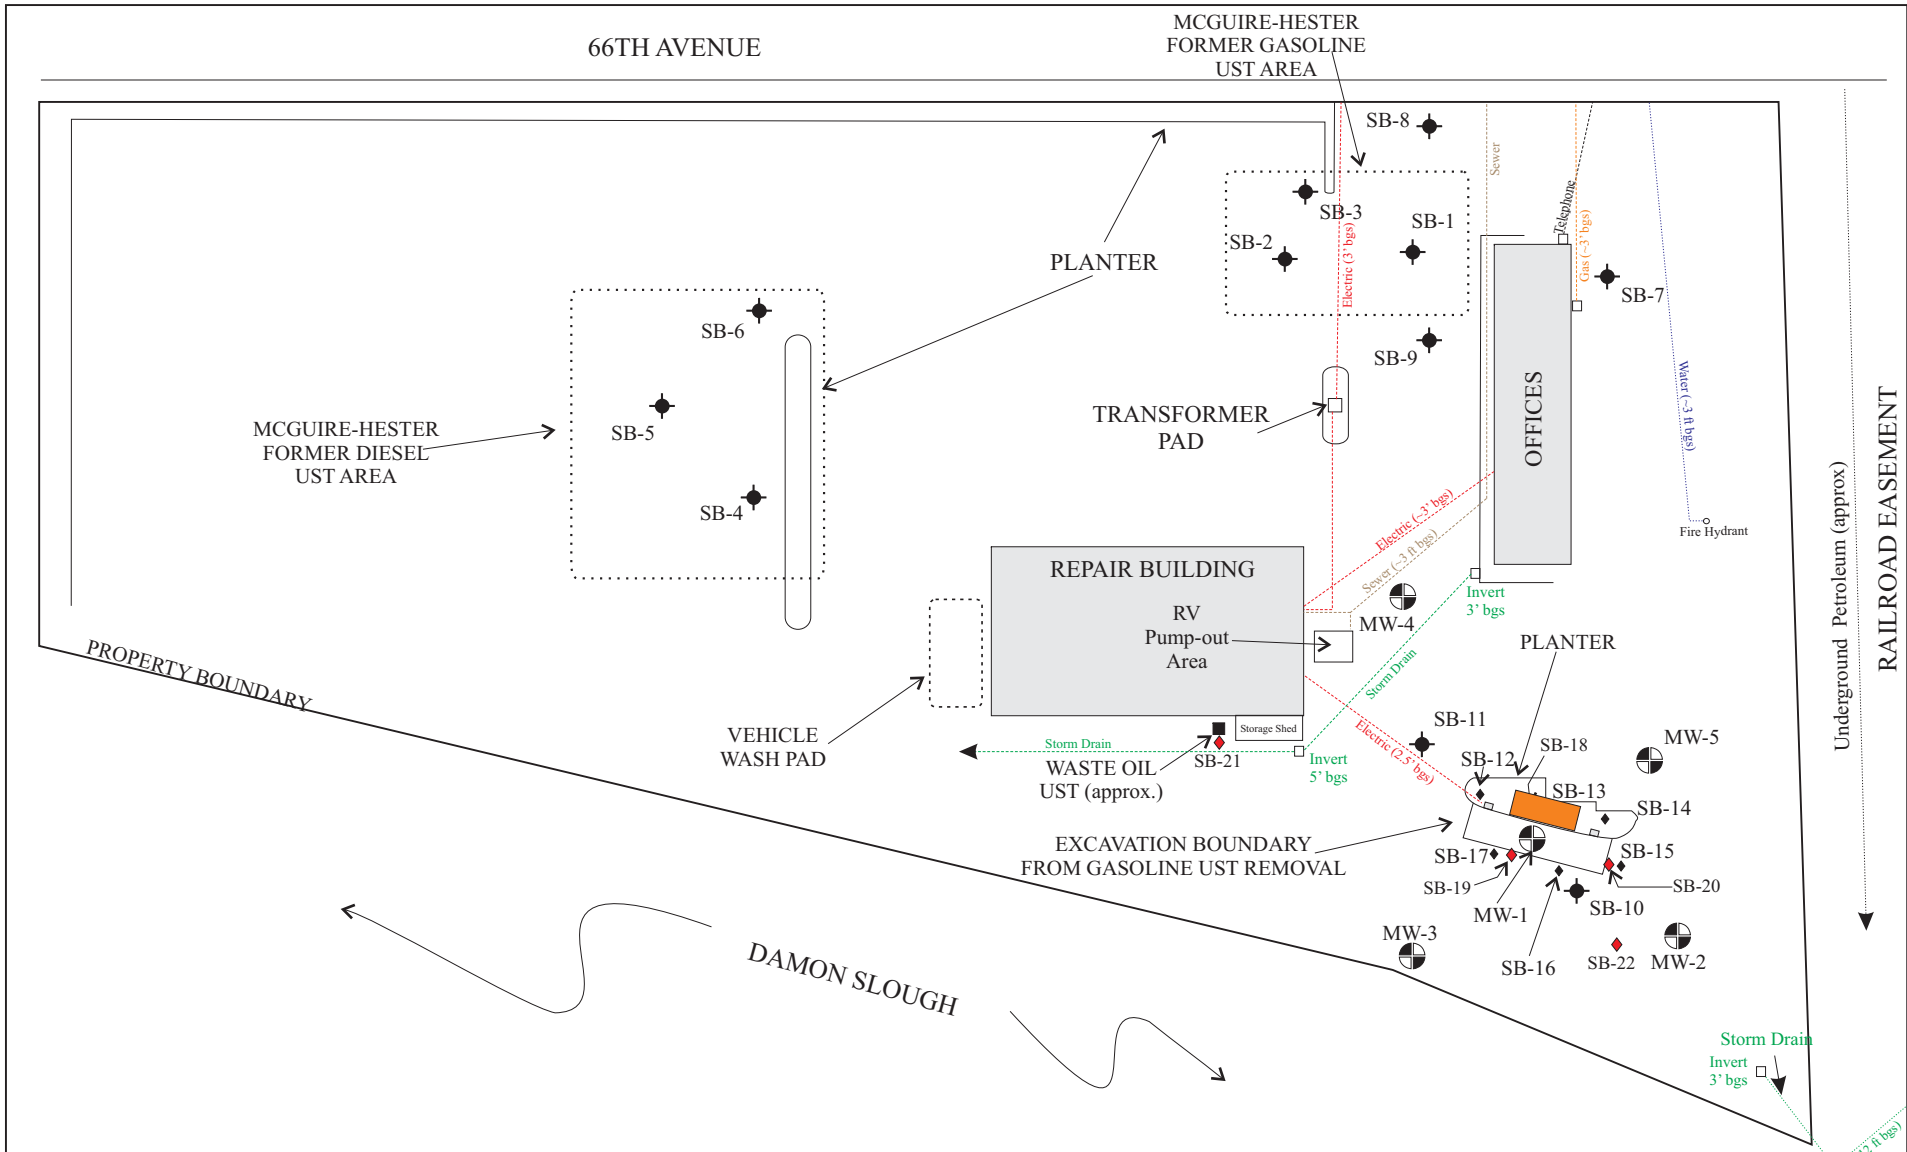 66TH AVENUE
MCGUIRE-HESTER
FORMER GASOLINE
UST AREA
SB-8
Sewer
SB-3
SB-1
SB-2
Telephone
Gas (~3' bgs)
Electric (3' bgs)
PLANTER
SB-7
SB-6
SB-9
Water (~3 ft bgs)
OFFICES
TRANSFORMER
PAD
MCGUIRE-HESTER
FORMER DIESEL
UST AREA
SB-5
SB-4
Electric (~3' bgs)
Sewer (~3 ft bgs)
Fire Hydrant
Underground Petroleum (approx)
RAILROAD EASEMENT
REPAIR BUILDING
RV
Pump-out
Area
MW-4
Invert
3' bgs
PLANTER
PROPERTY BOUNDARY
Storm Drain
VEHICLE
WASH PAD
Storage Shed
Storm Drain
SB-21
WASTE OIL
UST (approx.)
Invert
5' bgs
Electric (2.5' bgs)
SB-11
SB-12
SB-18
MW-5
SB-13
SB-14
EXCAVATION BOUNDARY
FROM GASOLINE UST REMOVAL
SB-17
SB-15
SB-19
SB-20
MW-1
SB-10
MW-3
SB-16
SB-22
MW-2
DAMON SLOUGH
Storm Drain
Invert
3' bgs
ft bgs)